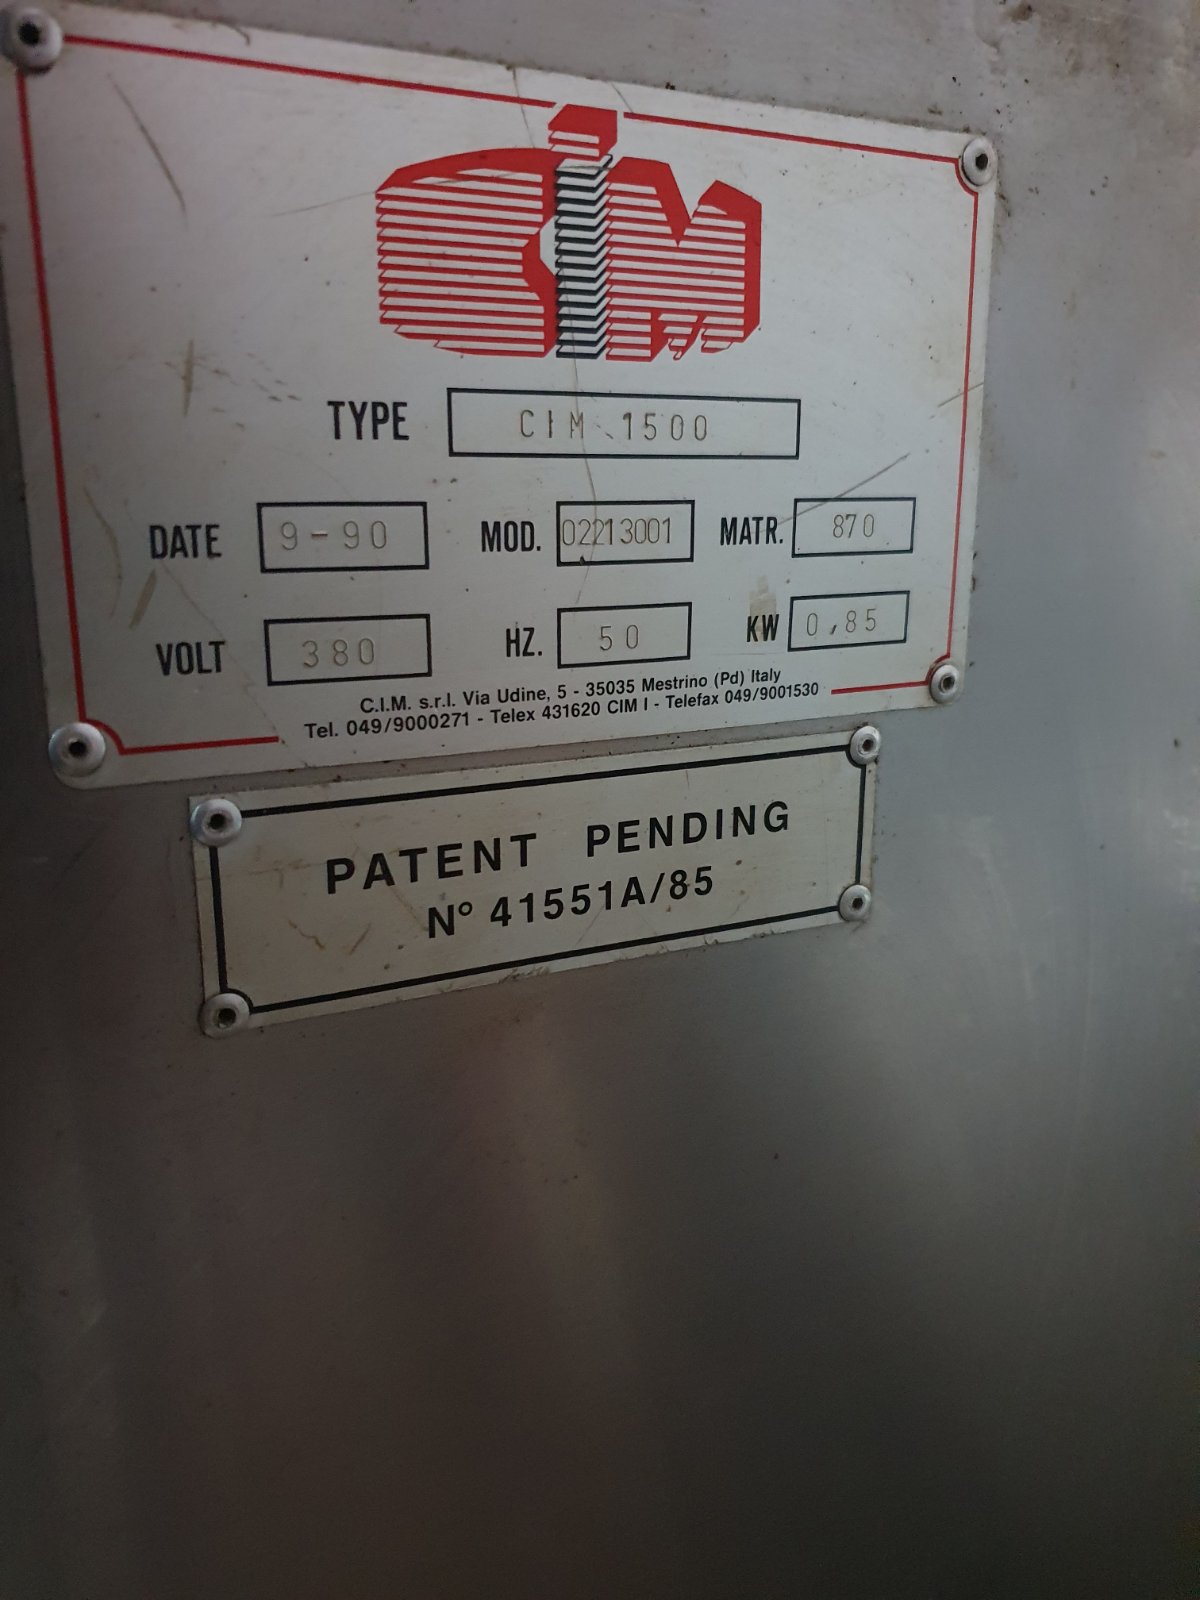 CIM
TYPE CIM 1500
DATE 9-90 MOD. 02213001 MATR. 870
VOLT 380 HZ. 50 KW 0,85
C.I.M. s.r.l. Via Udine, 5 - 35035 Mestrino (Pd) Italy
Tel. 049/9000271 - Telex 431620 CIM I - Telefax 049/9001530
PATENT PENDING
N° 41551A/85